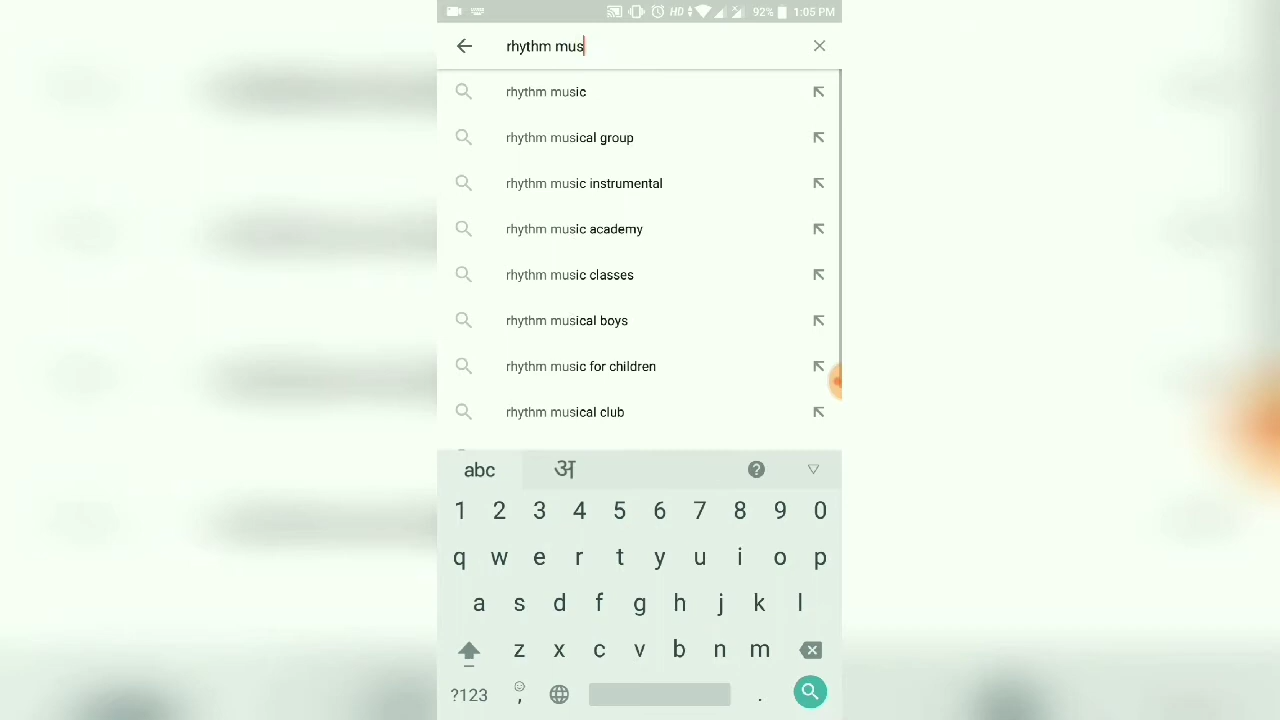 HD 92% 1:05 PM
rhythm mus
rhythm music
rhythm musical group
rhythm music instrumental
rhythm music academy
rhythm music classes
rhythm musical boys
rhythm music for children
rhythm musical club
abc अ ?
1 2 3 4 5 6 7 8 9 0
q w e r t y u i o p
a s d f g h j k l
z x c v b n m
?123 , .